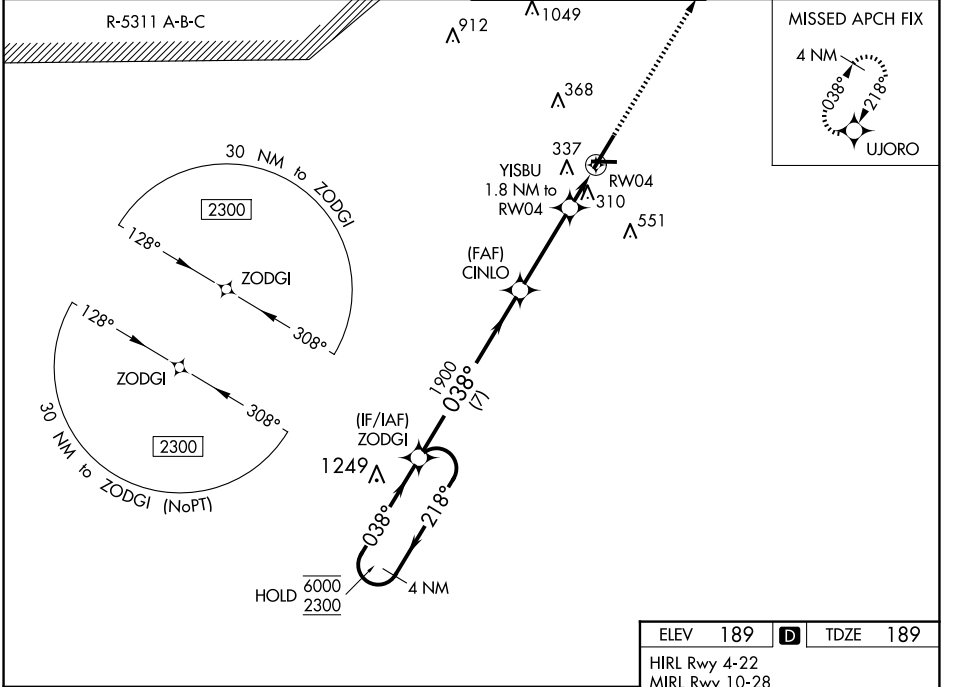 R-5311 A-B-C
912
1049
MISSED APCH FIX
4 NM
038°
218°
UJORO
368
337
YISBU
1.8 NM to
RW04
RW04
310
551
30 NM to ZODGI
2300
128°
ZODGI
308°
(FAF)
CINLO
128°
ZODGI
308°
2300
30 NM to ZODGI (NoPT)
1900
038°
(7)
(IF/IAF)
ZODGI
1249
038°
218°
HOLD
6000
2300
4 NM
ELEV 189 D TDZE 189
HIRL Rwy 4-22
MIRL Rwy 10-28